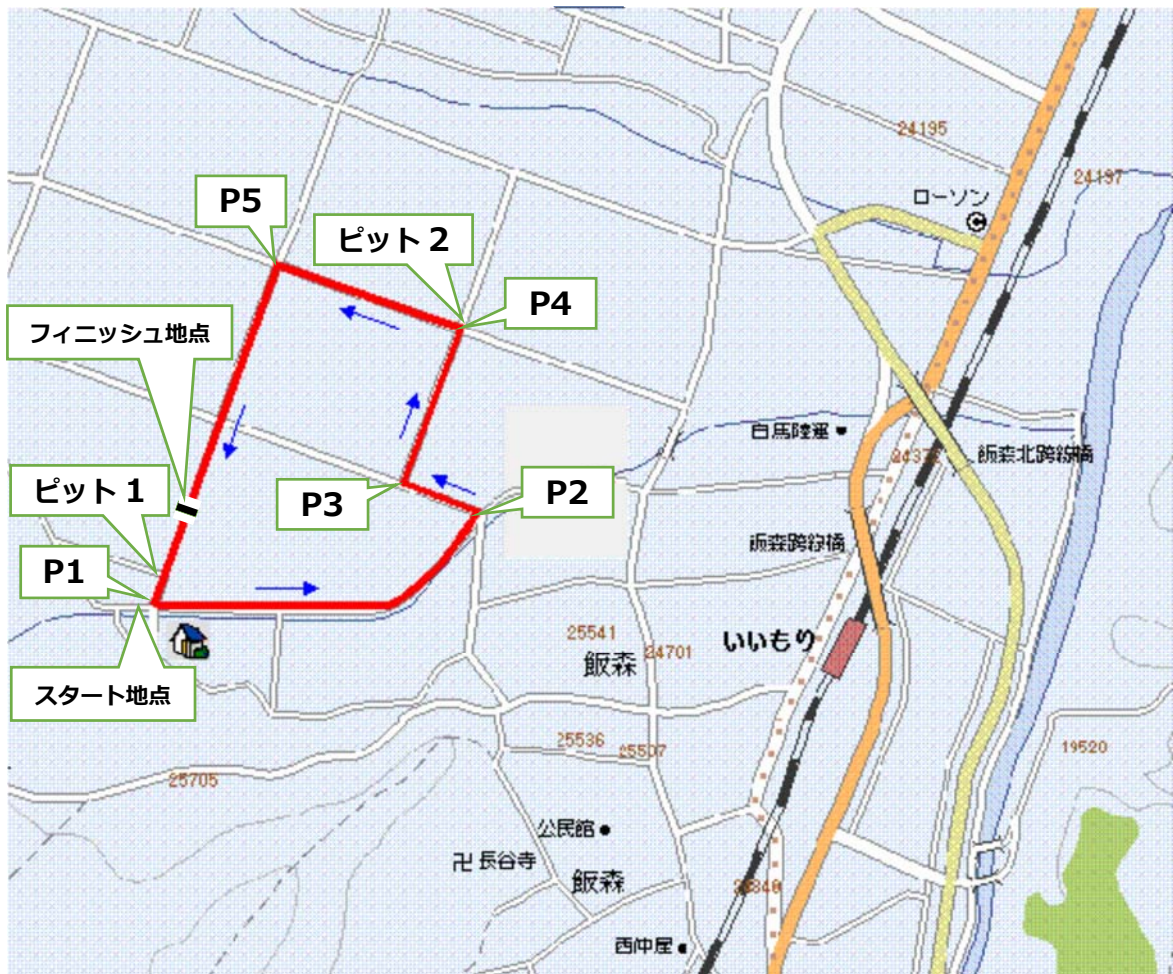 24195
24197
ローソン
P5
ピット 2
P4
フィニッシュ地点
白馬陸運
飯森北跨線橋
ピット 1
P3
P2
飯森跨線橋
P1
25541
飯森
24701
いいもり
スタート地点
25536
25507
19520
25705
公民館
卍 長谷寺
飯森
西仲屋